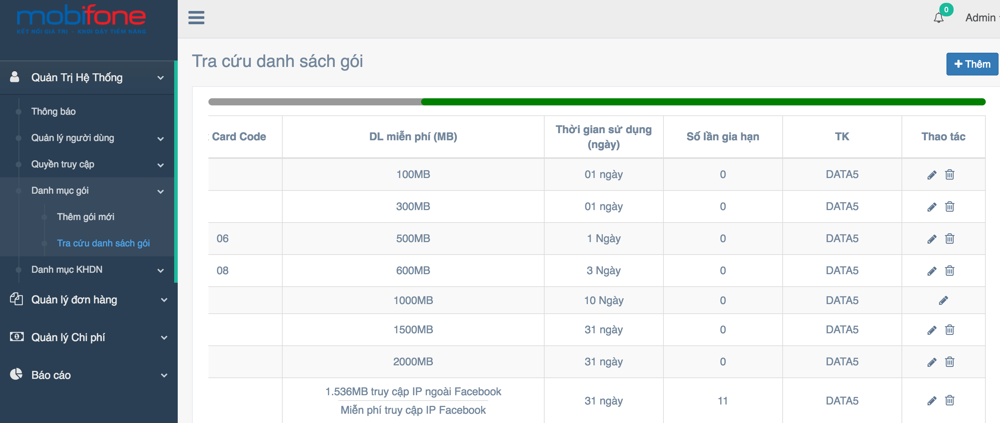 mobifone
KẾT NỐI GIÁ TRỊ - KHƠI DẬY TIỀM NĂNG
0
Admin
Quản Trị Hệ Thống
Thông báo
Quản lý người dùng
Quyền truy cập
Danh mục gói
Thêm gói mới
Tra cứu danh sách gói
Danh mục KHDN
Quản lý đơn hàng
Quản lý Chi phí
Báo cáo
Tra cứu danh sách gói
Thêm
Card Code
DL miễn phí (MB)
Thời gian sử dụng
(ngày)
Số lần gia hạn
TK
Thao tác
100MB 01 ngày 0 DATA5
300MB 01 ngày 0 DATA5
06 500MB 1 Ngày 0 DATA5
08 600MB 3 Ngày 0 DATA5
1000MB 10 Ngày 0 DATA5
1500MB 31 ngày 0 DATA5
2000MB 31 ngày 0 DATA5
1.536MB truy cập IP ngoài Facebook
Miễn phí truy cập IP Facebook
31 ngày 11 DATA5